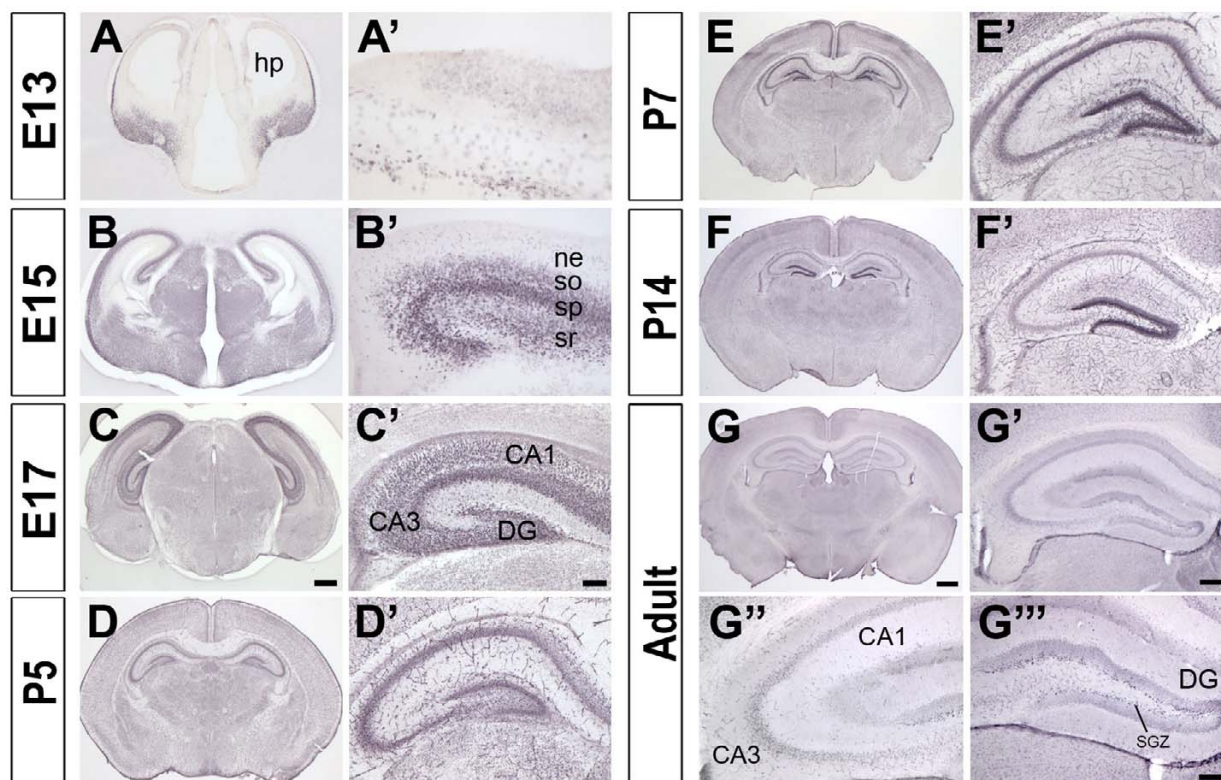 E13
A
hp
A’
E15
B
B’
ne
so
sp
sr
E17
C
C’
CA1
CA3
DG
P5
D
D’
P7
E
E’
P14
F
F’
Adult
G
G’
G’’
CA1
CA3
G’’’
DG
SGZ